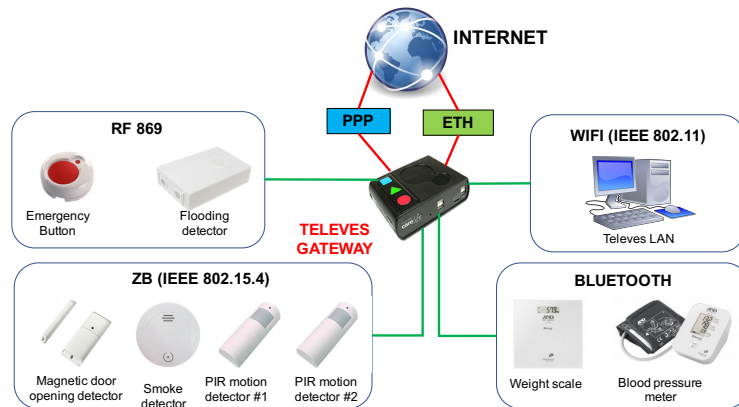 INTERNET
PPP
ETH
RF 869
Emergency
Button
Flooding
detector
WIFI (IEEE 802.11)
Televes LAN
TELEVES
GATEWAY
ZB (IEEE 802.15.4)
Magnetic door
opening detector
Smoke
detector
PIR motion
detector #1
PIR motion
detector #2
BLUETOOTH
AND
Weight scale
AND
Blood pressure
meter